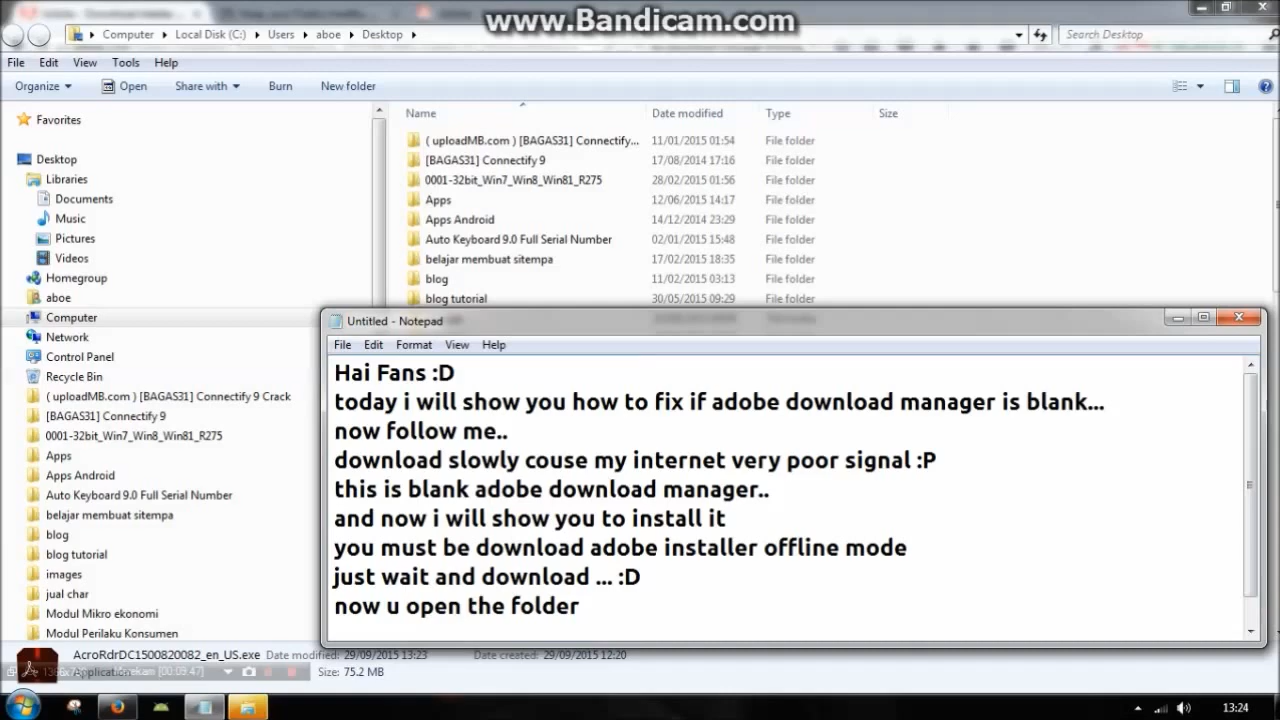 www.Bandicam.com
Computer Local Disk (C:) Users aboe Desktop
Search Desktop
File Edit View Tools Help
Organize Open Share with Burn New folder
Name Date modified Type Size
Favorites
Desktop
Libraries
Documents
Music
Pictures
Videos
Homegroup
aboe
Computer
Network
Control Panel
Recycle Bin
( uploadMB.com ) [BAGAS31] Connectify 9 Crack
[BAGAS31] Connectify 9
0001-32bit_Win7_Win8_Win81_R275
Apps
Apps Android
Auto Keyboard 9.0 Full Serial Number
belajar membuat sitempa
blog
blog tutorial
images
jual char
Modul Mikro ekonomi
Modul Perilaku Konsumen
( uploadMB.com ) [BAGAS31] Connectify... 11/01/2015 01:54 File folder
[BAGAS31] Connectify 9 17/08/2014 17:16 File folder
0001-32bit_Win7_Win8_Win81_R275 28/02/2015 01:56 File folder
Apps 12/06/2015 14:17 File folder
Apps Android 14/12/2014 23:29 File folder
Auto Keyboard 9.0 Full Serial Number 02/01/2015 15:48 File folder
belajar membuat sitempa 17/02/2015 18:35 File folder
blog 11/02/2015 03:13 File folder
blog tutorial 30/05/2015 09:29 File folder
Untitled - Notepad
File Edit Format View Help
Hai Fans :D
today i will show you how to fix if adobe download manager is blank...
now follow me..
download slowly couse my internet very poor signal :P
this is blank adobe download manager..
and now i will show you to install it
you must be download adobe installer offline mode
just wait and download ... :D
now u open the folder
AcroRdrDC1500820082_en_US.exe Date modified: 29/09/2015 13:23 Date created: 29/09/2015 12:20
Application [00:09:47] Size: 75.2 MB
13:24